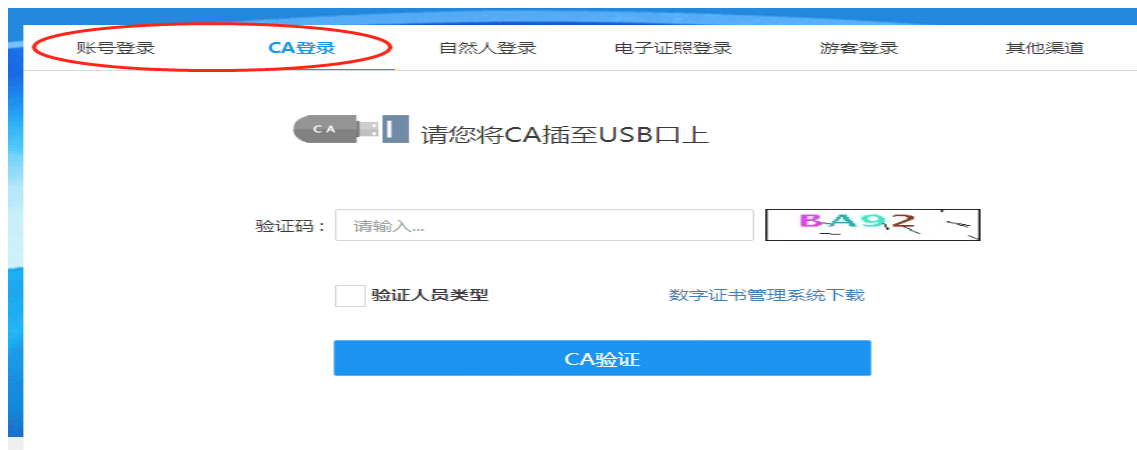 账号登录 CA登录 自然人登录 电子证照登录 游客登录 其他渠道
CA 请您将CA插至USB口上
验证码： 请输入... BA92
验证人员类型 数字证书管理系统下载
CA验证